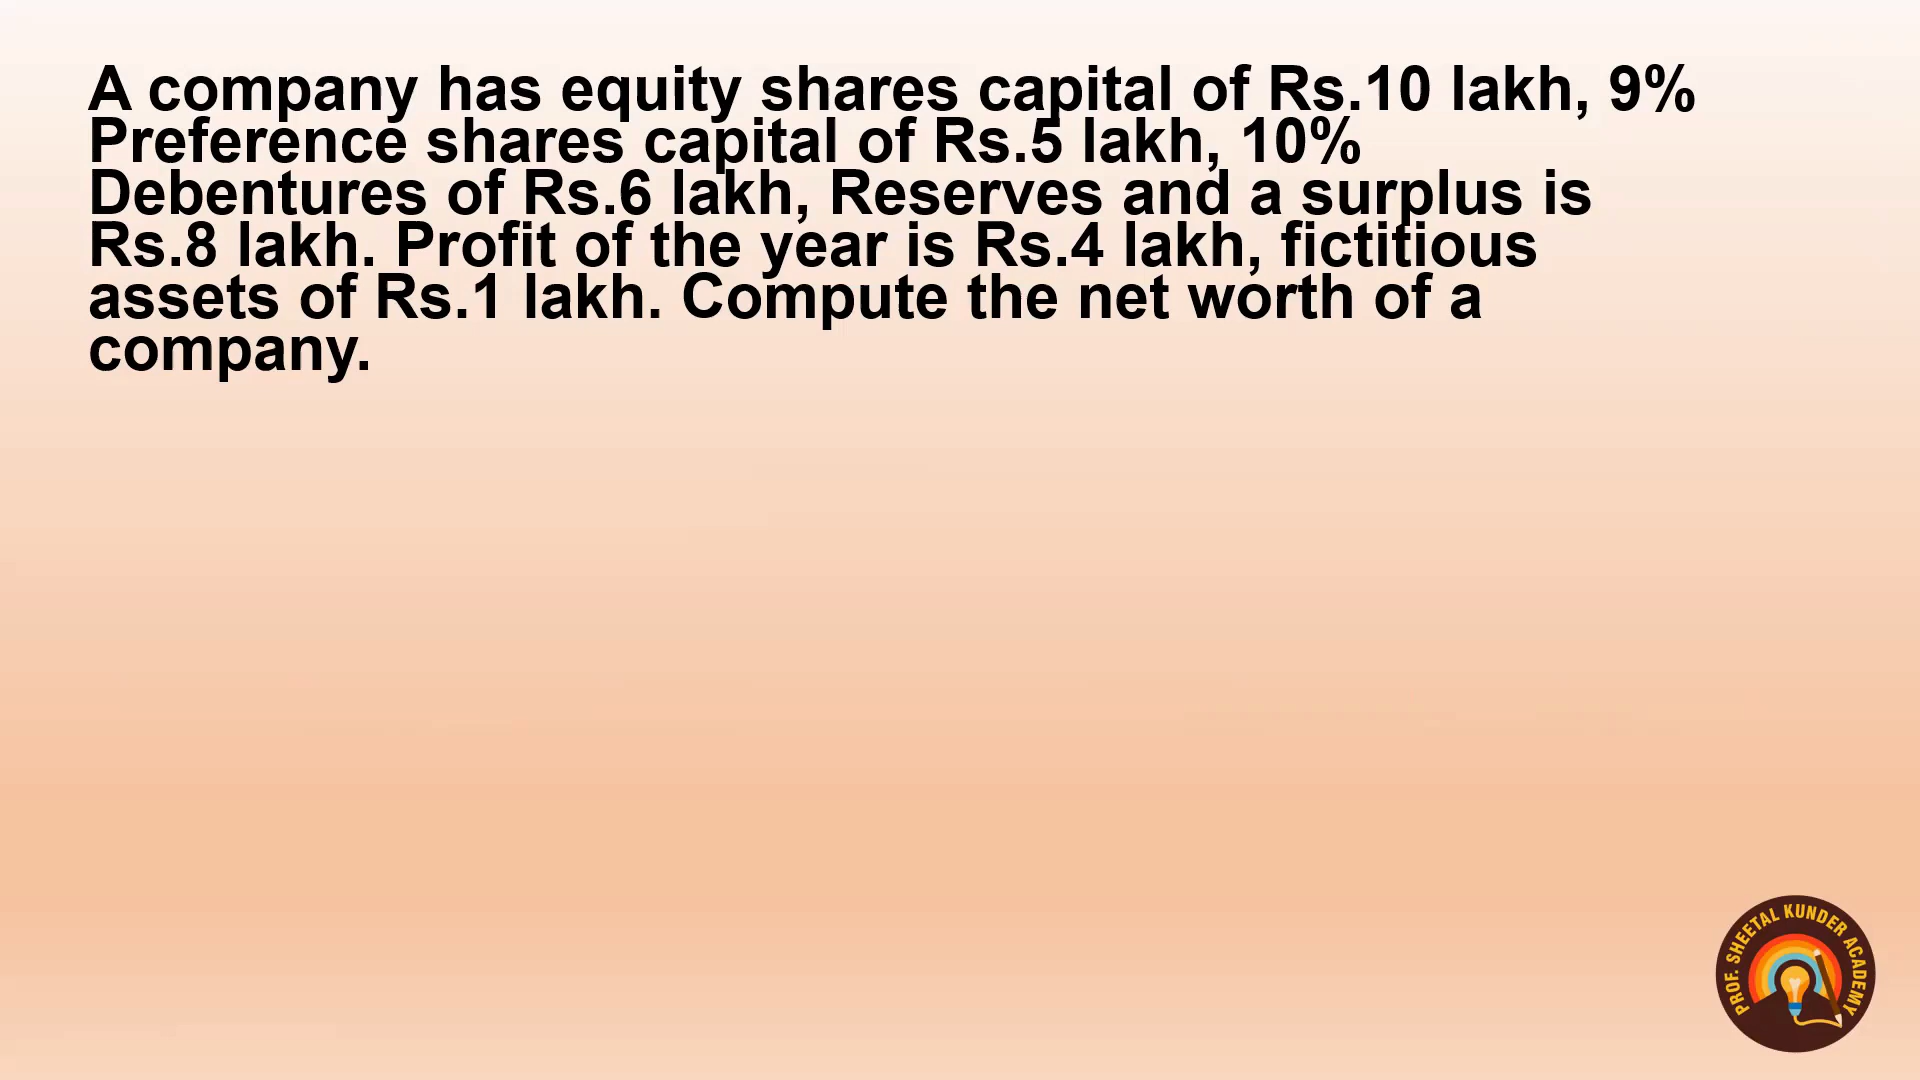 A company has equity shares capital of Rs.10 lakh, 9%
Preference shares capital of Rs.5 lakh, 10%
Debentures of Rs.6 lakh, Reserves and a surplus is
Rs.8 lakh. Profit of the year is Rs.4 lakh, fictitious
assets of Rs.1 lakh. Compute the net worth of a
company.
PROF. SHEETAL KUNDER ACADEMY